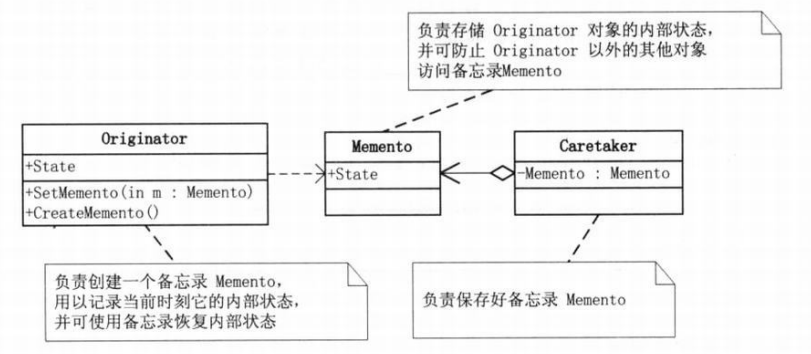 负责存储 Originator 对象的内部状态，
并可防止 Originator 以外的其他对象
访问备忘录Memento
Originator
+State
+SetMemento(in m : Memento)
+CreateMemento()
Memento
+State
Caretaker
-Memento : Memento
负责创建一个备忘录 Memento，
用以记录当前时刻它的内部状态，
并可使用备忘录恢复内部状态
负责保存好备忘录 Memento